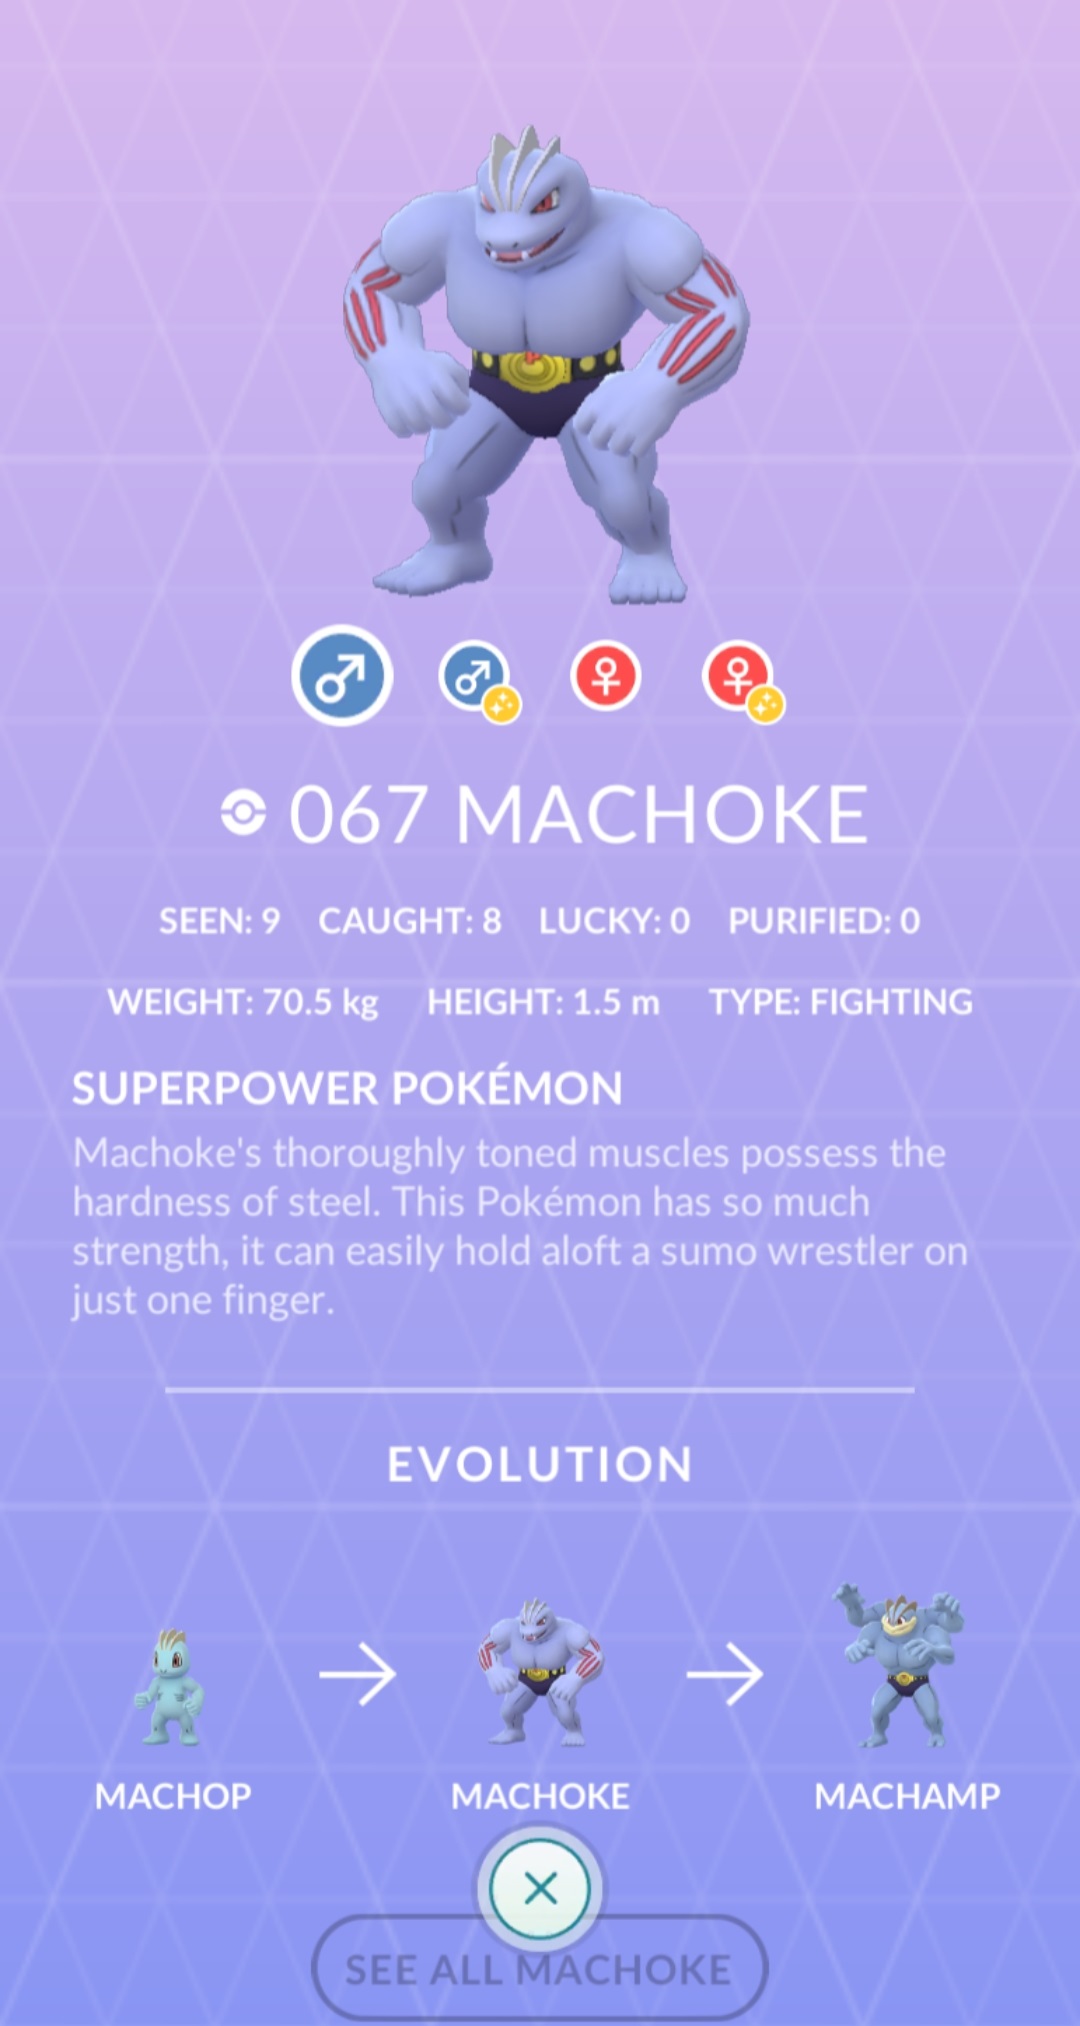 067 MACHOKE
SEEN: 9 CAUGHT: 8 LUCKY: 0 PURIFIED: 0
WEIGHT: 70.5 kg HEIGHT: 1.5 m TYPE: FIGHTING
SUPERPOWER POKÉMON
Machoke's thoroughly toned muscles possess the
hardness of steel. This Pokémon has so much
strength, it can easily hold aloft a sumo wrestler on
just one finger.
EVOLUTION
MACHOP MACHOKE MACHAMP
SEE ALL MACHOKE